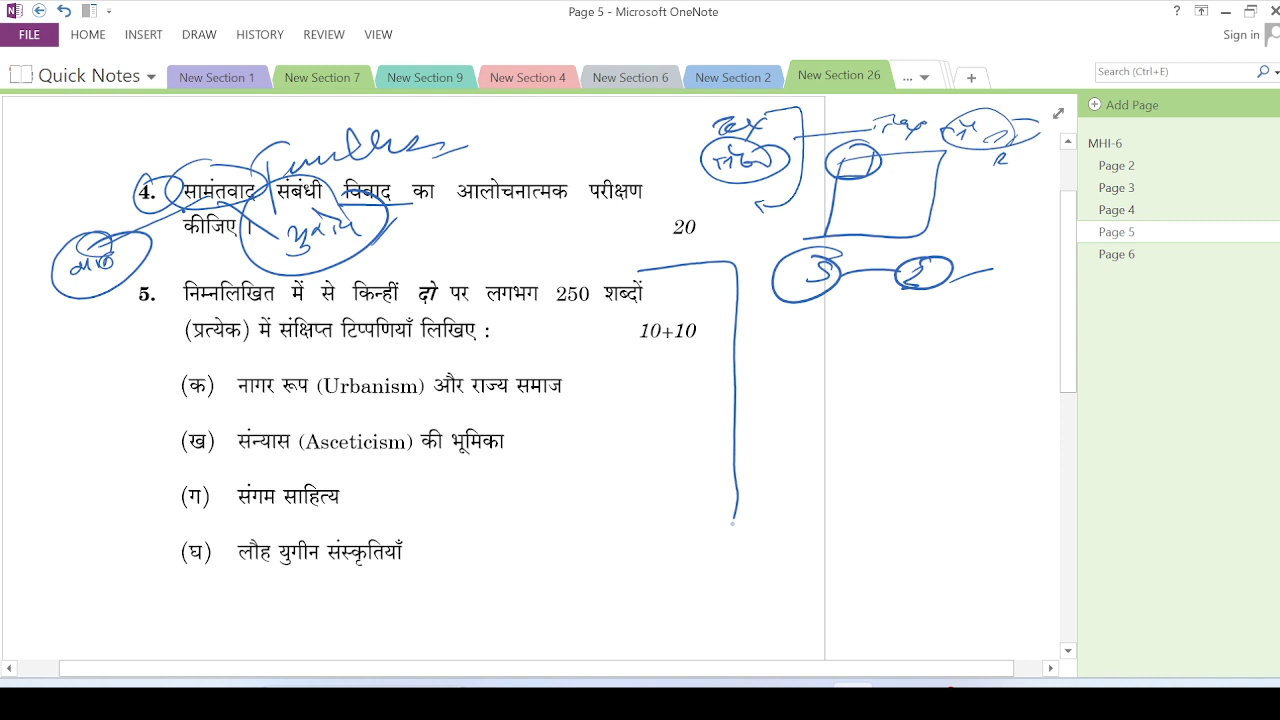 Page 5 - Microsoft OneNote
?
FILE HOME INSERT DRAW HISTORY REVIEW VIEW
Sign in
Quick Notes New Section 1 New Section 7 New Section 9 New Section 4 New Section 6 New Section 2 New Section 26 ... +
Search (Ctrl+E)
Add Page
MHI-6
Page 2
Page 3
Page 4
Page 5
Page 6
4. सामंतवाद संबंधी विवाद का आलोचनात्मक परीक्षण
कीजिए । 20
यूरोप
5. निम्नलिखित में से किन्हीं दो पर लगभग 250 शब्दों
(प्रत्येक) में संक्षिप्त टिप्पणियाँ लिखिए : 10+10
(क) नागर रूप (Urbanism) और राज्य समाज
(ख) संन्यास (Asceticism) की भूमिका
(ग) संगम साहित्य
(घ) लौह युगीन संस्कृतियाँ